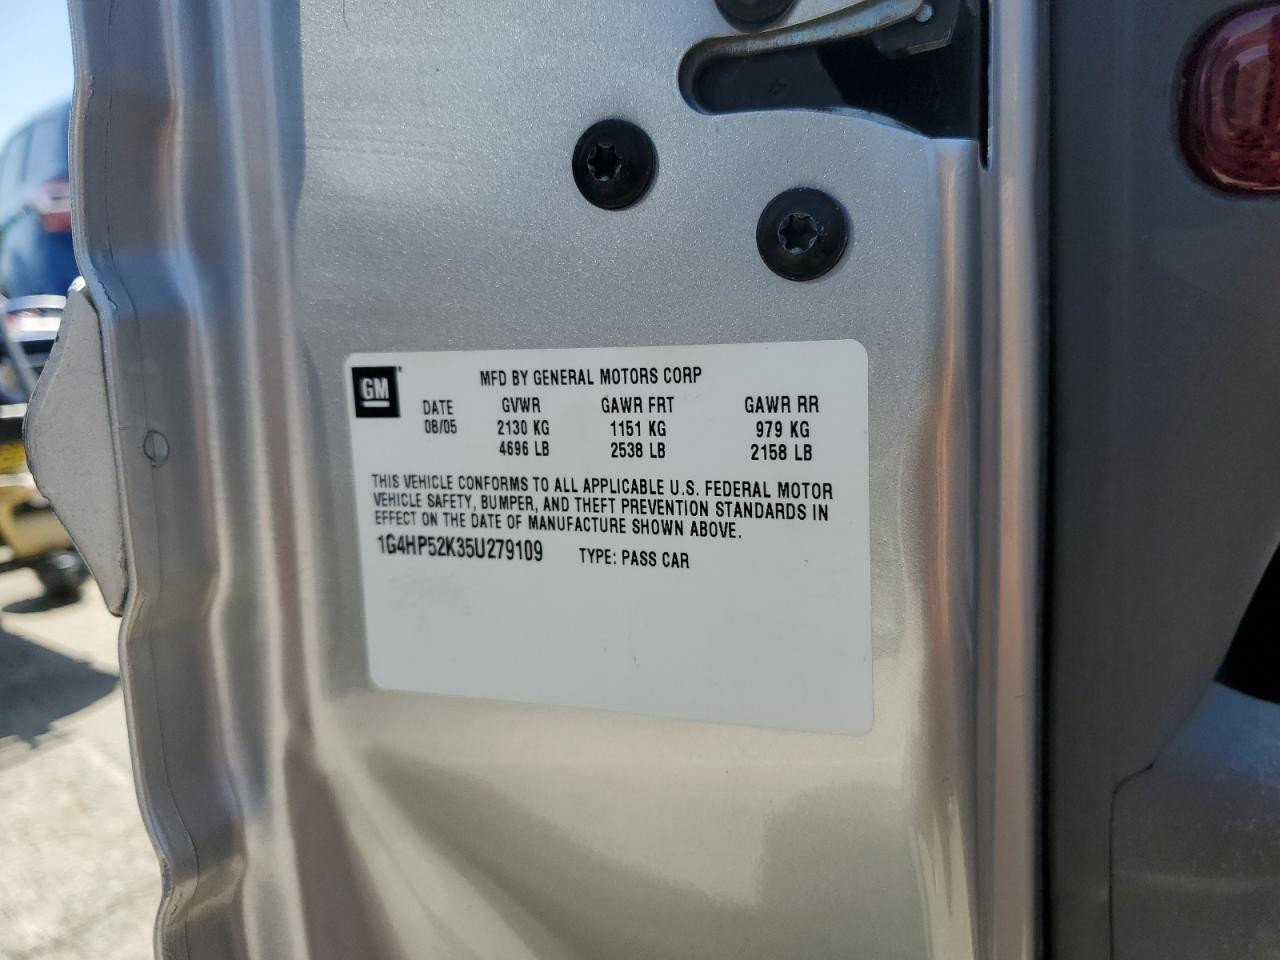 GM
MFD BY GENERAL MOTORS CORP
DATE GVWR GAWR FRT GAWR RR
08/05 2130 KG 1151 KG 979 KG
4696 LB 2538 LB 2158 LB
THIS VEHICLE CONFORMS TO ALL APPLICABLE U.S. FEDERAL MOTOR
VEHICLE SAFETY, BUMPER, AND THEFT PREVENTION STANDARDS IN
EFFECT ON THE DATE OF MANUFACTURE SHOWN ABOVE.
1G4HP52K35U279109 TYPE: PASS CAR